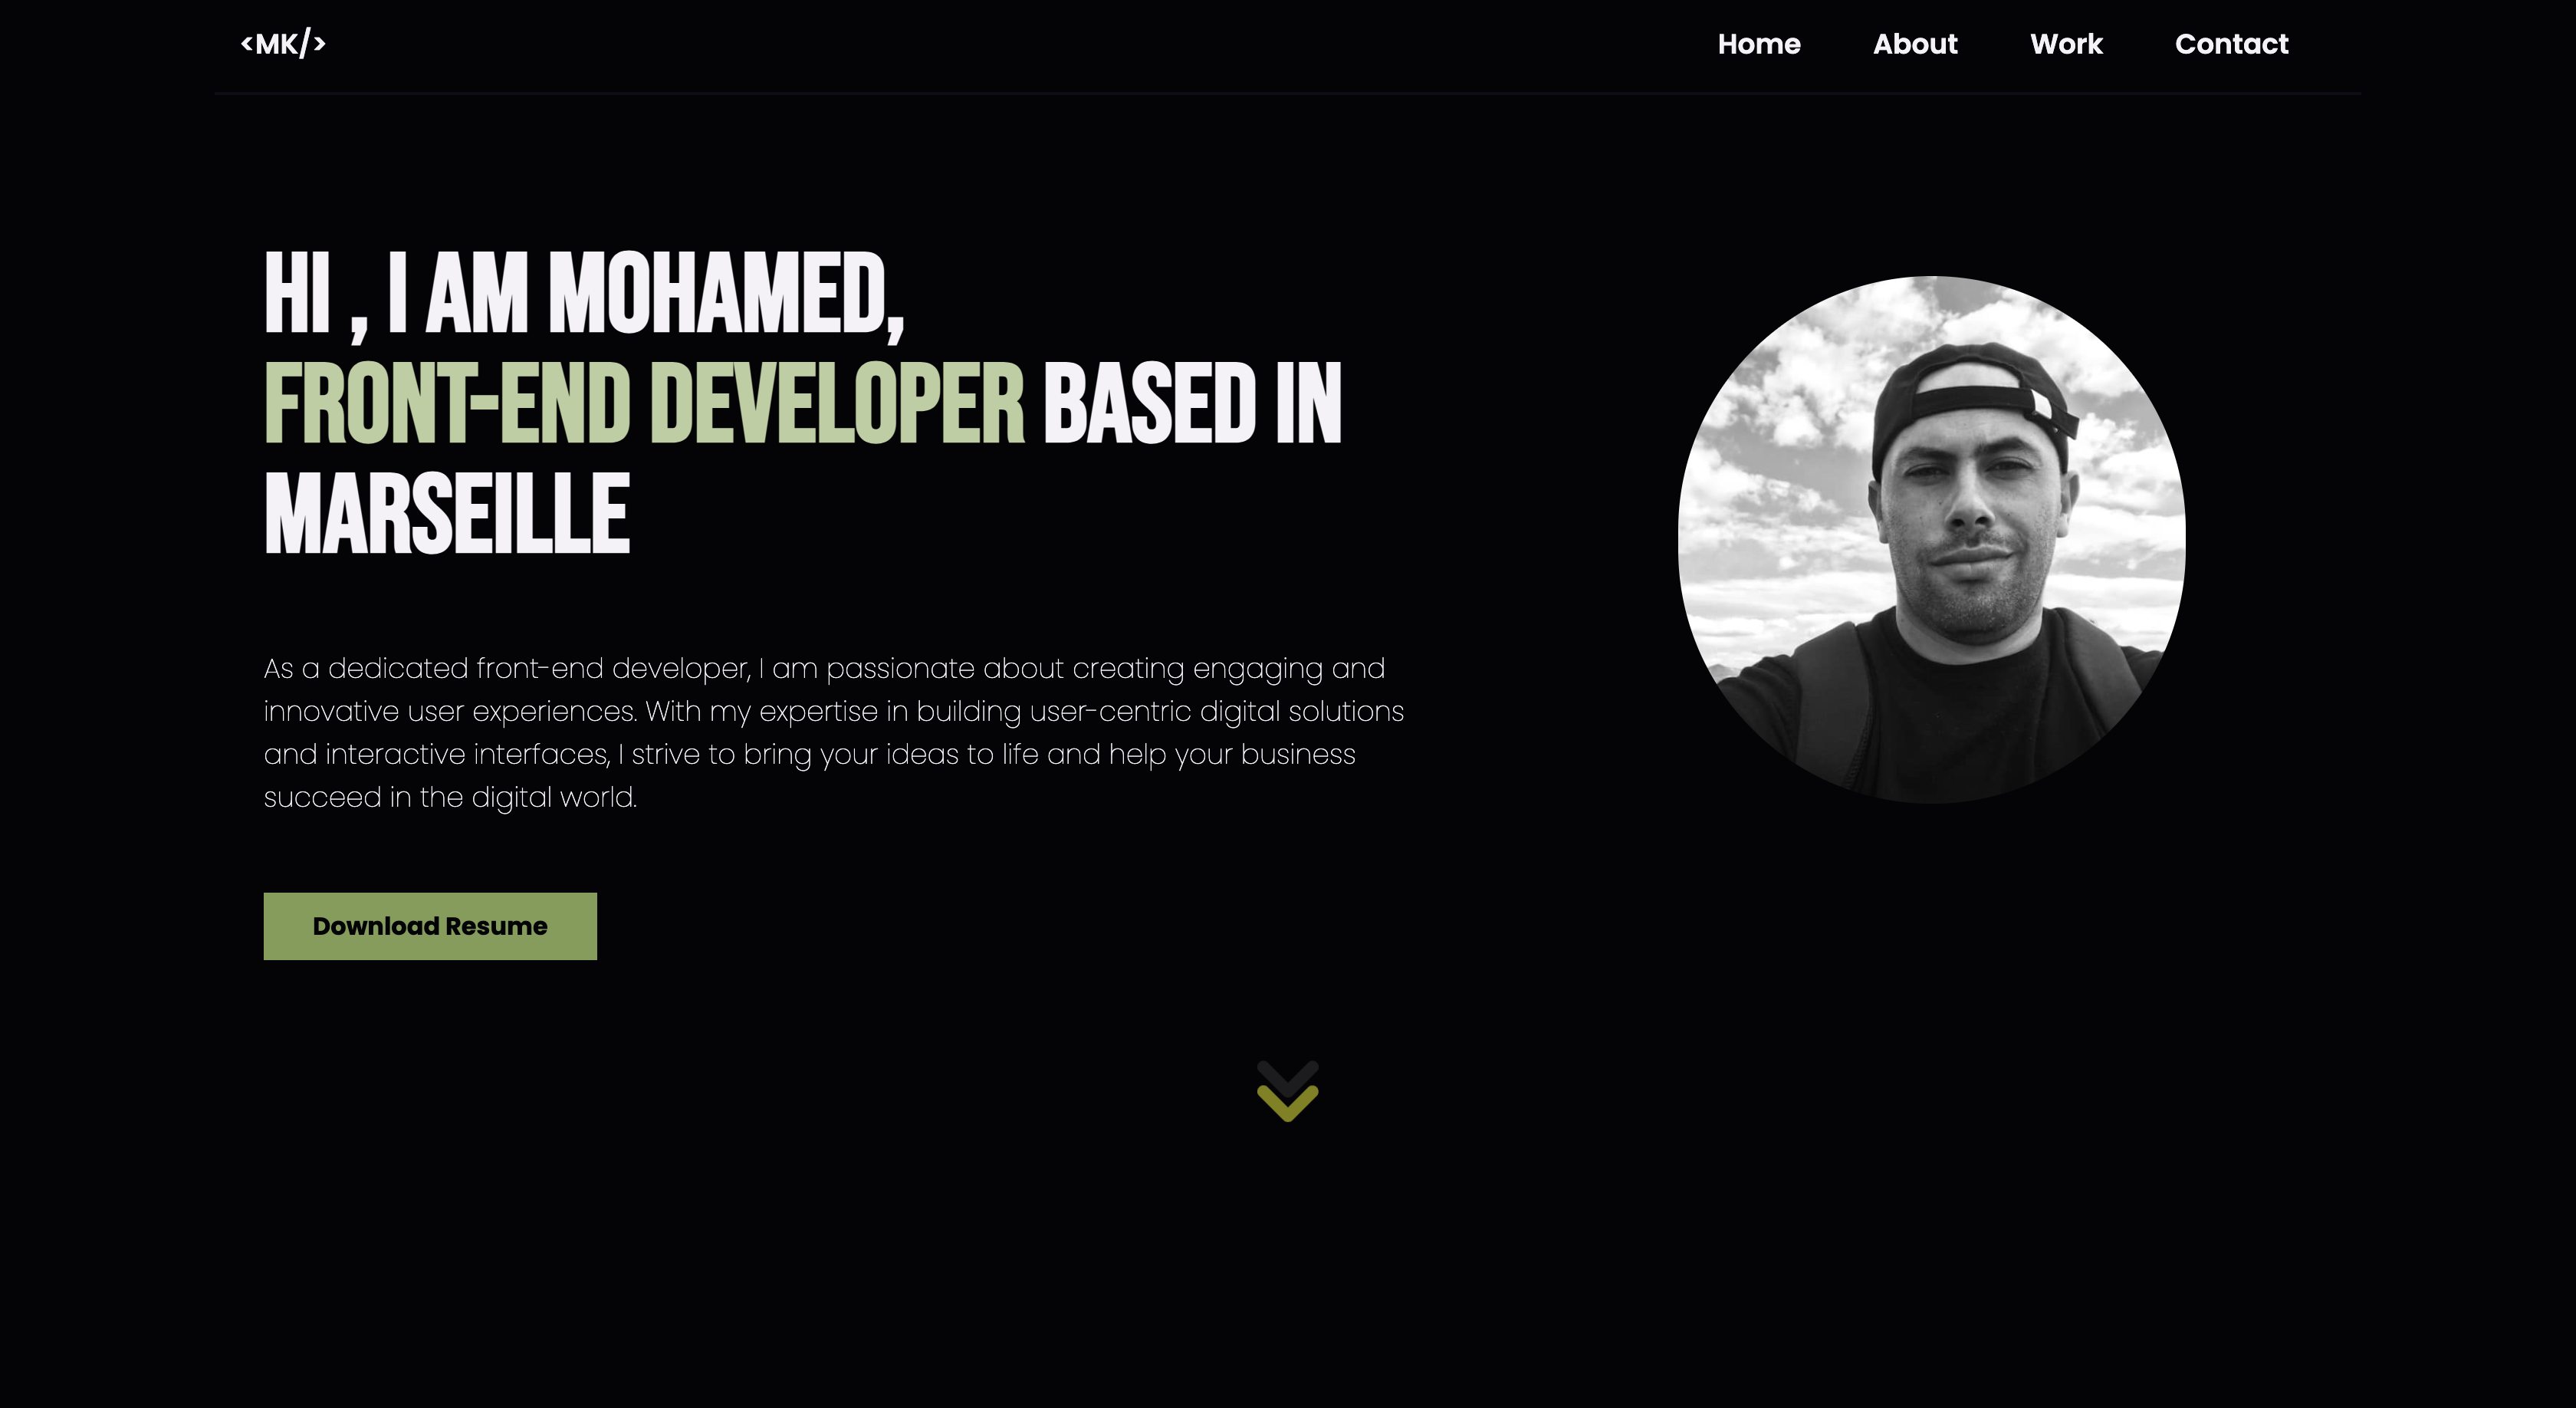 <MK/>
Home About Work Contact
HI , I AM MOHAMED,
FRONT-END DEVELOPER BASED IN
MARSEILLE
As a dedicated front-end developer, I am passionate about creating engaging and
innovative user experiences. With my expertise in building user-centric digital solutions
and interactive interfaces, I strive to bring your ideas to life and help your business
succeed in the digital world.
Download Resume